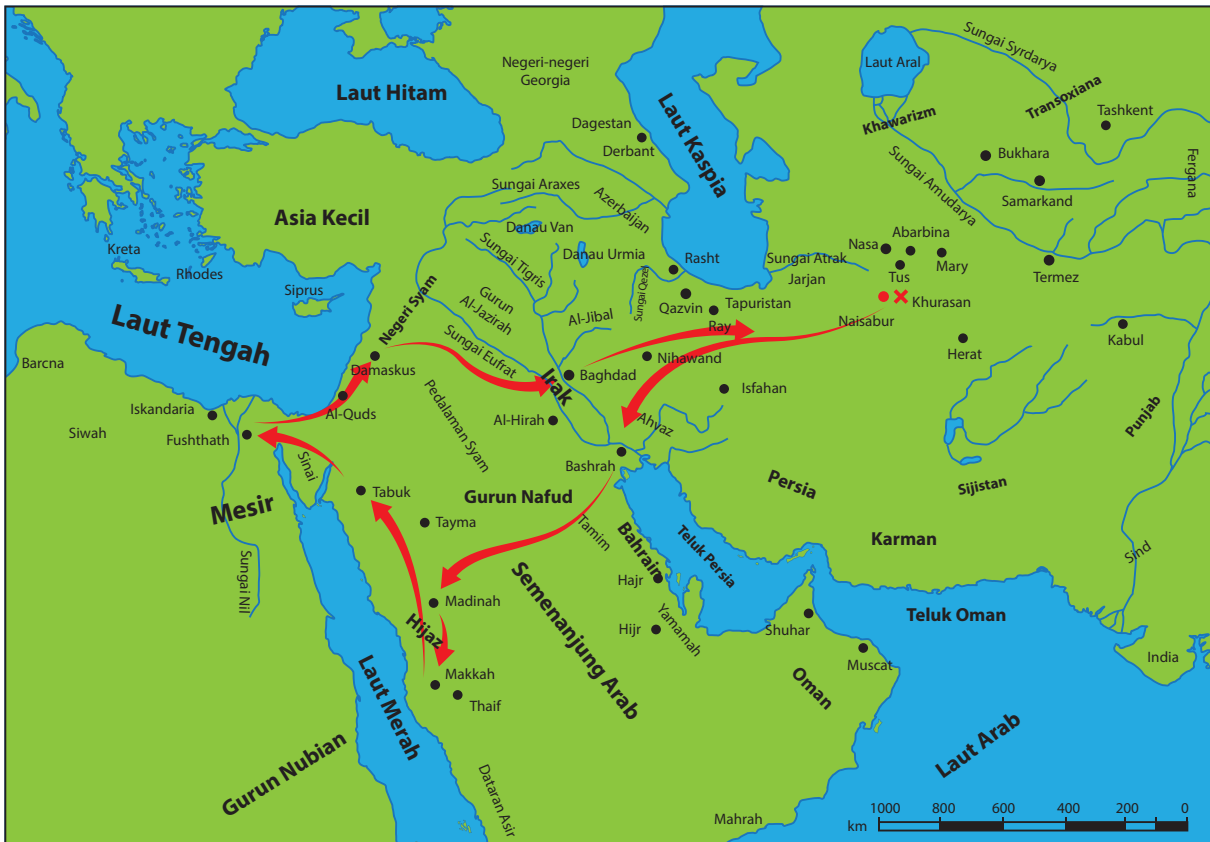 Laut Hitam
Negeri-negeri
Georgia
Laut Kaspia
Laut Aral
Sungai Syrdarya
Transoxiana
Khawarizm
Tashkent
Dagestan
Derbant
Bukhara
Samarkand
Fergana
Sungai Amudarya
Sungai Araxes
Azerbaijan
Asia Kecil
Danau Van
Danau Urmia
Sungai Tigris
Sungai Qezel
Rasht
Sungai Atrak
Jarjan
Nasa
Abarbina
Tus
Mary
Termez
Kreta
Rhodes
Siprus
Negeri Syam
Gurun
Al-Jazirah
Al-Jibal
Qazvin
Tapuristan
Ray
Khurasan
Naisabur
Laut Tengah
Sungai Eufrat
Herat
Kabul
Barcna
Damaskus
Irak
Baghdad
Nihawand
Isfahan
Iskandaria
Al-Quds
Pedalaman Syam
Al-Hirah
Ahvaz
Punjab
Siwah
Fushthath
Sinai
Bashrah
Persia
Sijistan
Mesir
Tabuk
Gurun Nafud
Tayma
Tamim
Bahrain
Teluk Persia
Karman
Sind
Sungai Nil
Semenanjung Arab
Hajr
Madinah
Hijaz
Hijr
Yamamah
Shuhar
Teluk Oman
Muscat
India
Laut Merah
Makkah
Thaif
Oman
Laut Arab
Gurun Nubian
Dataran Asir
Mahrah
1000 800 600 400 200 0
km